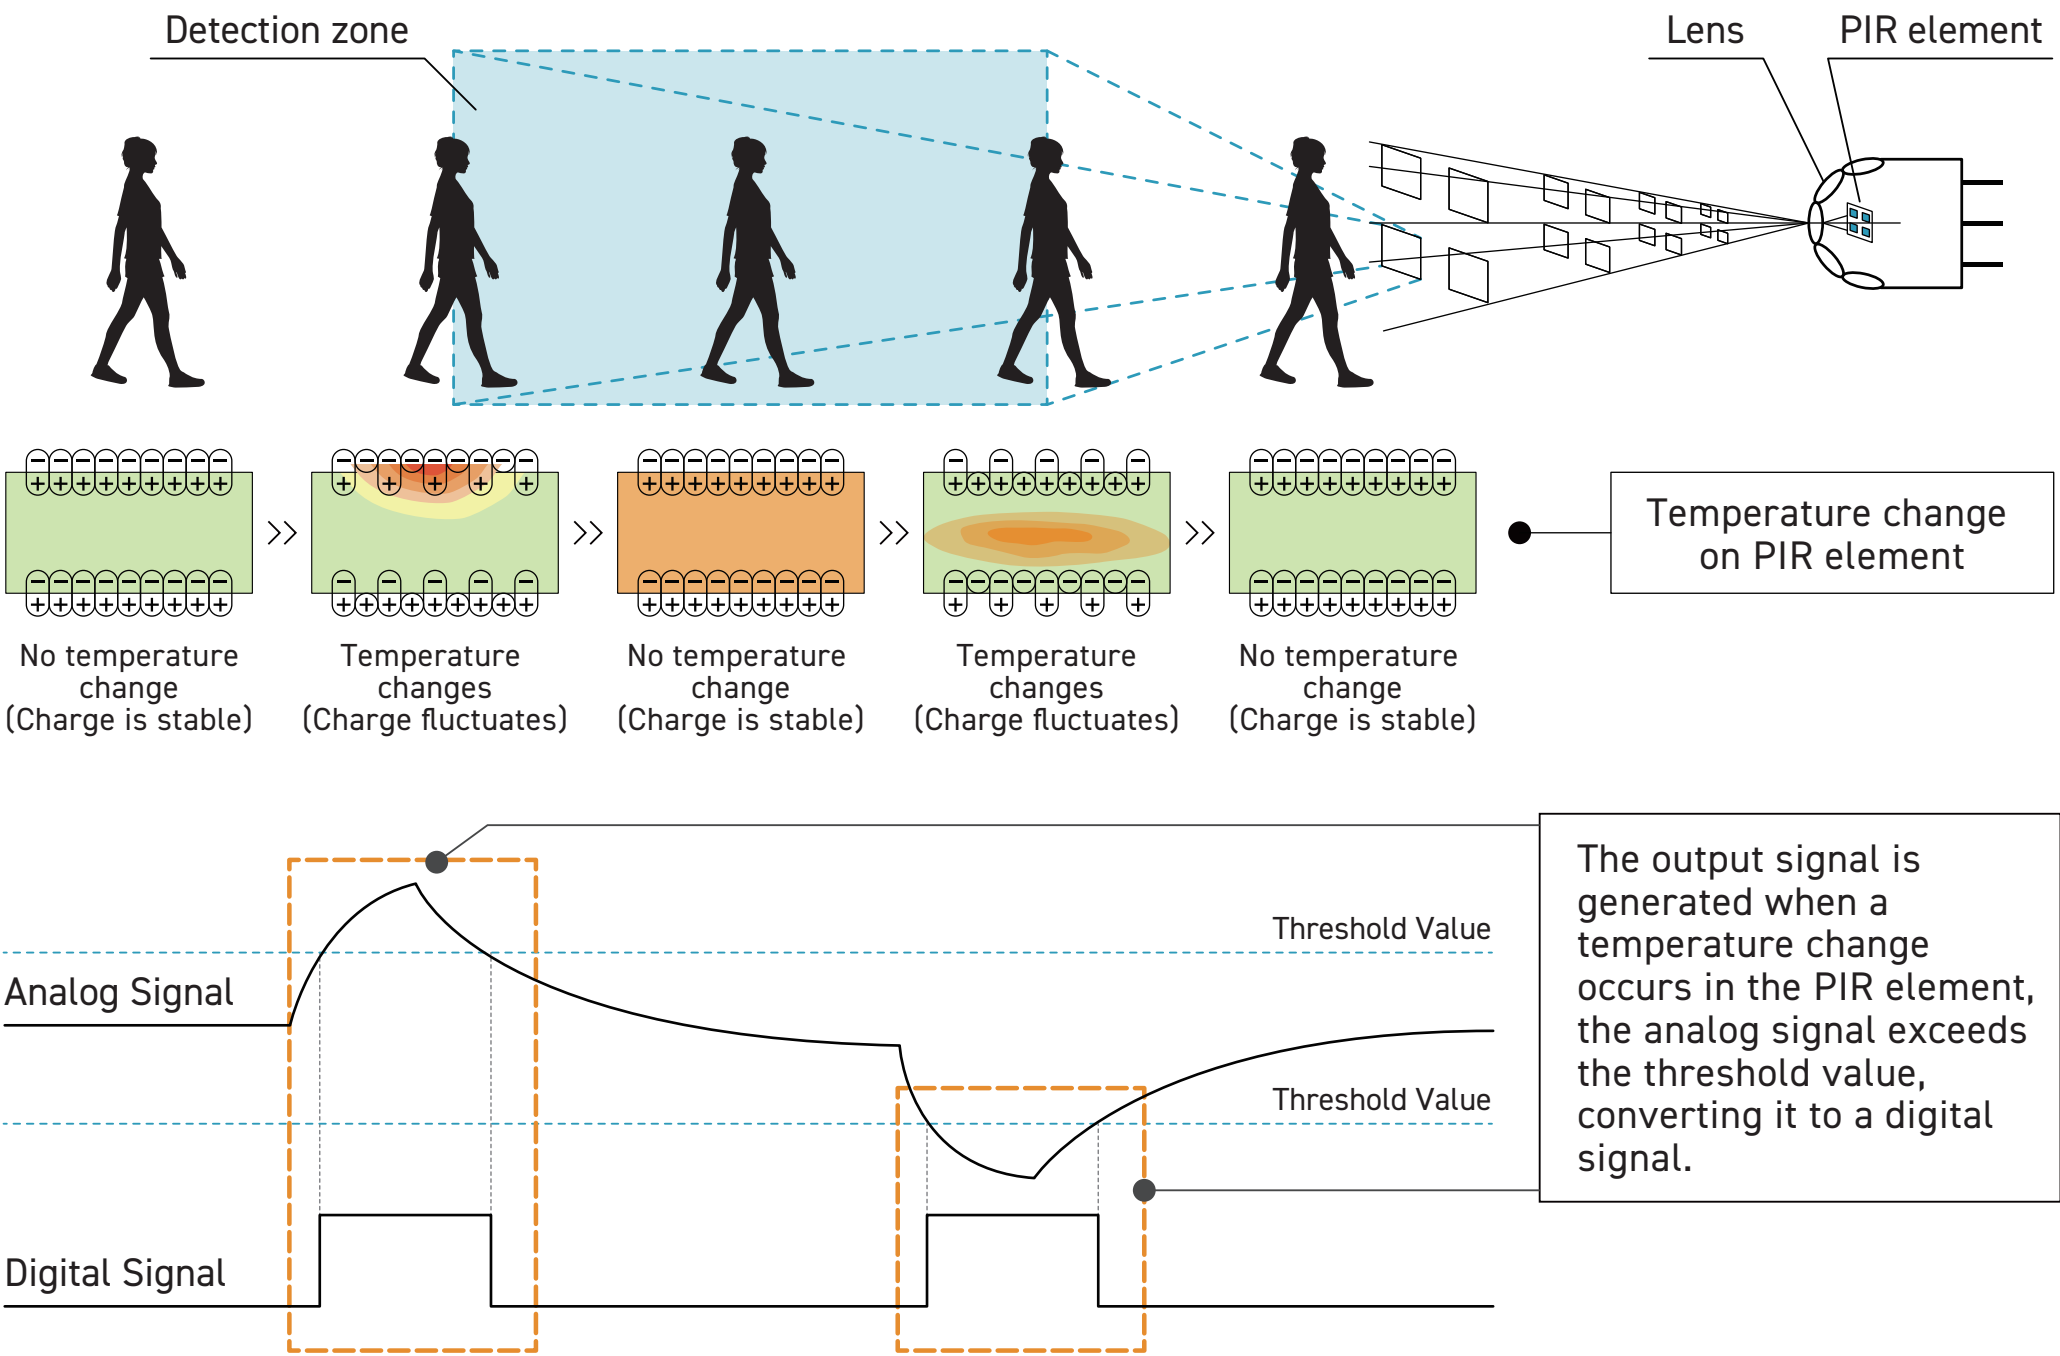 Detection zone
Lens
PIR element
Temperature change
on PIR element
No temperature
change
(Charge is stable)
Temperature
changes
(Charge fluctuates)
No temperature
change
(Charge is stable)
Temperature
changes
(Charge fluctuates)
No temperature
change
(Charge is stable)
Threshold Value
Analog Signal
Threshold Value
Digital Signal
The output signal is
generated when a
temperature change
occurs in the PIR element,
the analog signal exceeds
the threshold value,
converting it to a digital
signal.